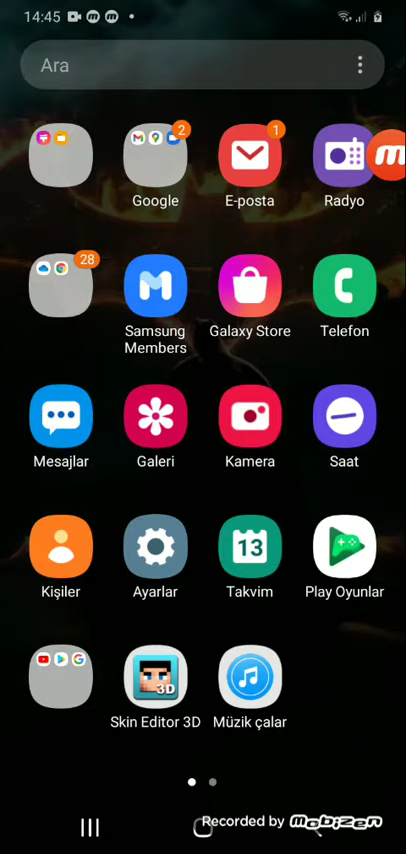 14:45
Ara
2
1
Google
E-posta
Radyo
28
Samsung
Members
Galaxy Store
Telefon
Mesajlar
Galeri
Kamera
Saat
13
Kişiler
Ayarlar
Takvim
Play Oyunlar
3D
Skin Editor 3D
Müzik çalar
Recorded by Mobizen